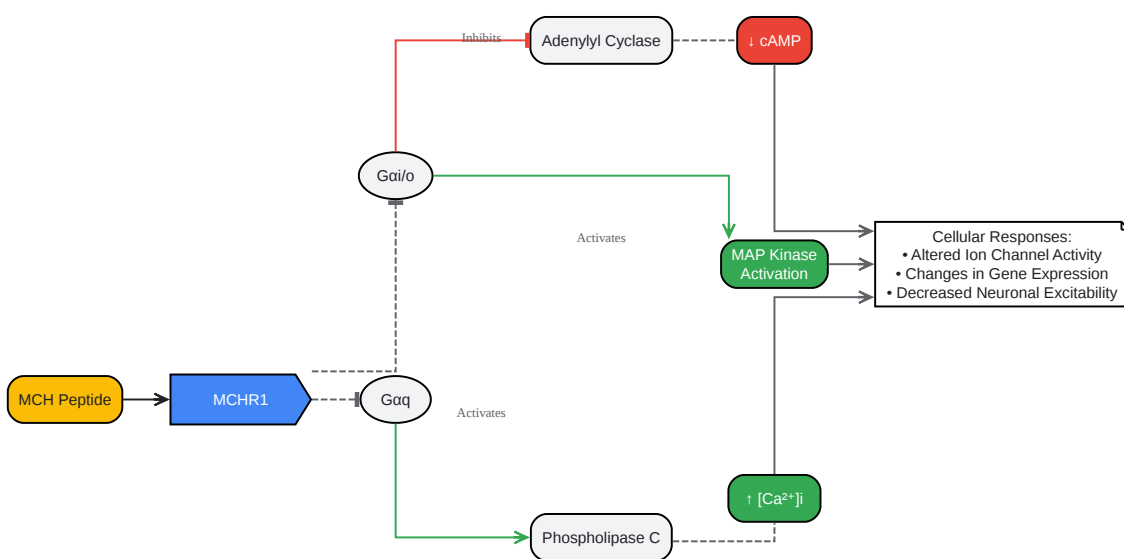 Inhibits
Adenylyl Cyclase
↓ cAMP
Gαi/o
Activates
MAP Kinase
Activation
Cellular Responses:
• Altered Ion Channel Activity
• Changes in Gene Expression
• Decreased Neuronal Excitability
MCH Peptide
MCHR1
Gαq
Activates
↑ [Ca²⁺]i
Phospholipase C